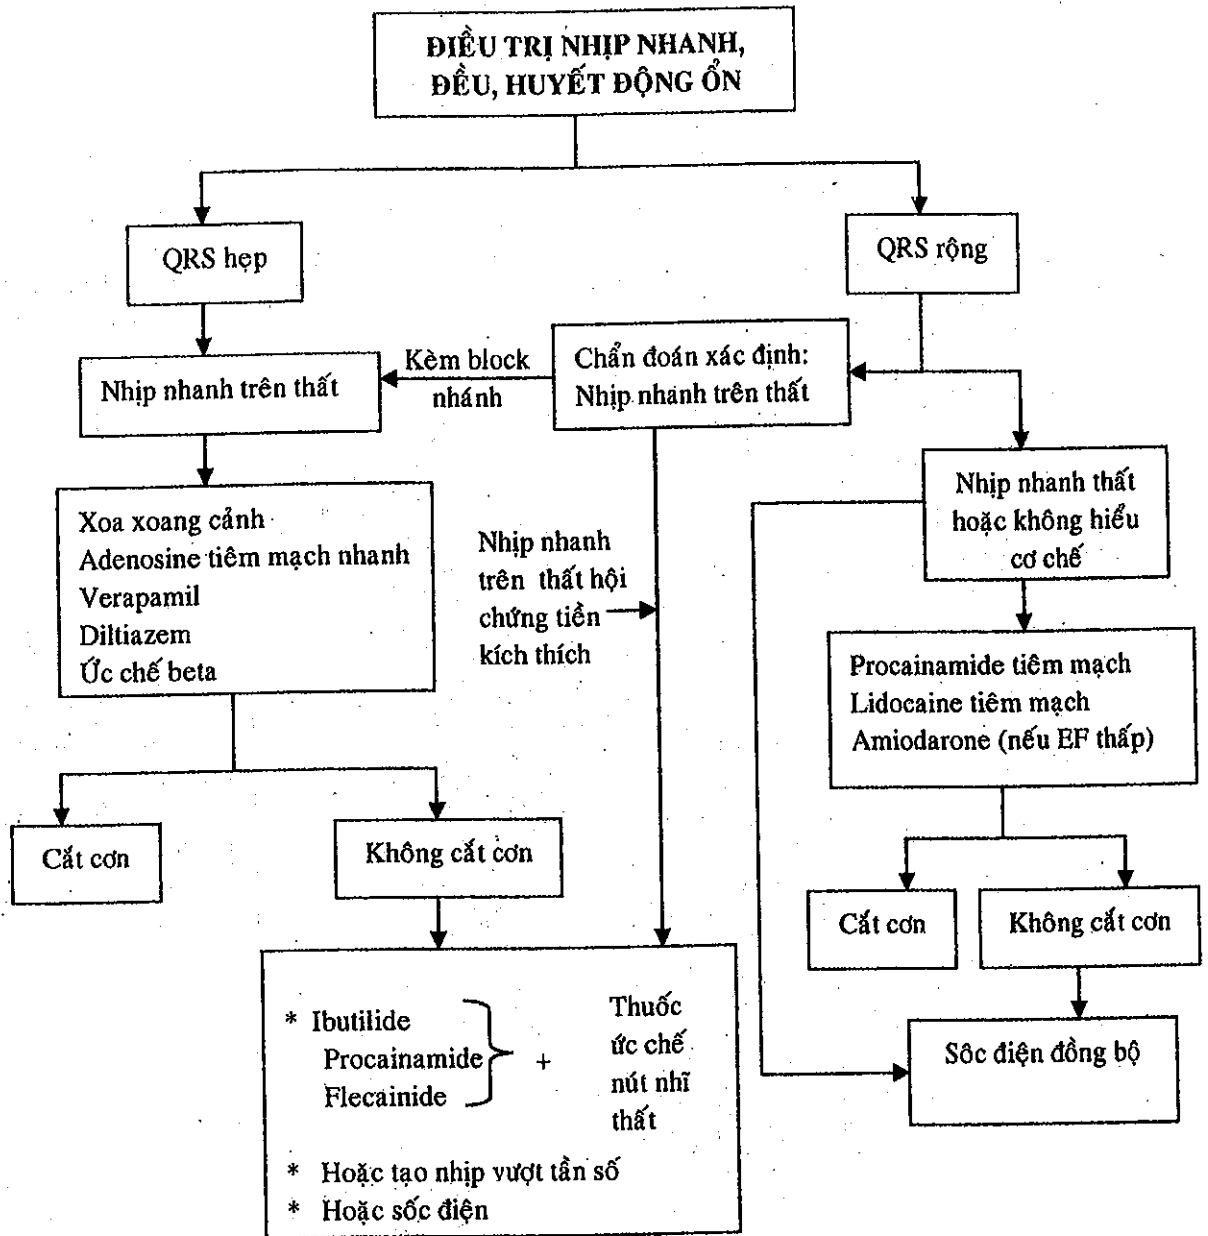 ĐIỀU TRỊ NHỊP NHANH,
ĐỀU, HUYẾT ĐỘNG ỔN
QRS hẹp
QRS rộng
Nhịp nhanh trên thất
Kèm block
nhánh
Chẩn đoán xác định:
Nhịp nhanh trên thất
Nhịp nhanh thất
hoặc không hiểu
cơ chế
Xoa xoang cảnh
Adenosine tiêm mạch nhanh
Verapamil
Diltiazem
Ức chế beta
Nhịp nhanh
trên thất hội
chứng tiền
kích thích
Procainamide tiêm mạch
Lidocaine tiêm mạch
Amiodarone (nếu EF thấp)
Cắt cơn
Không cắt cơn
Cắt cơn
Không cắt cơn
* Ibutilide
Procainamide
Flecainide
+
Thuốc
ức chế
nút nhĩ
thất
* Hoặc tạo nhịp vượt tần số
* Hoặc sốc điện
Sôc điện đồng bộ